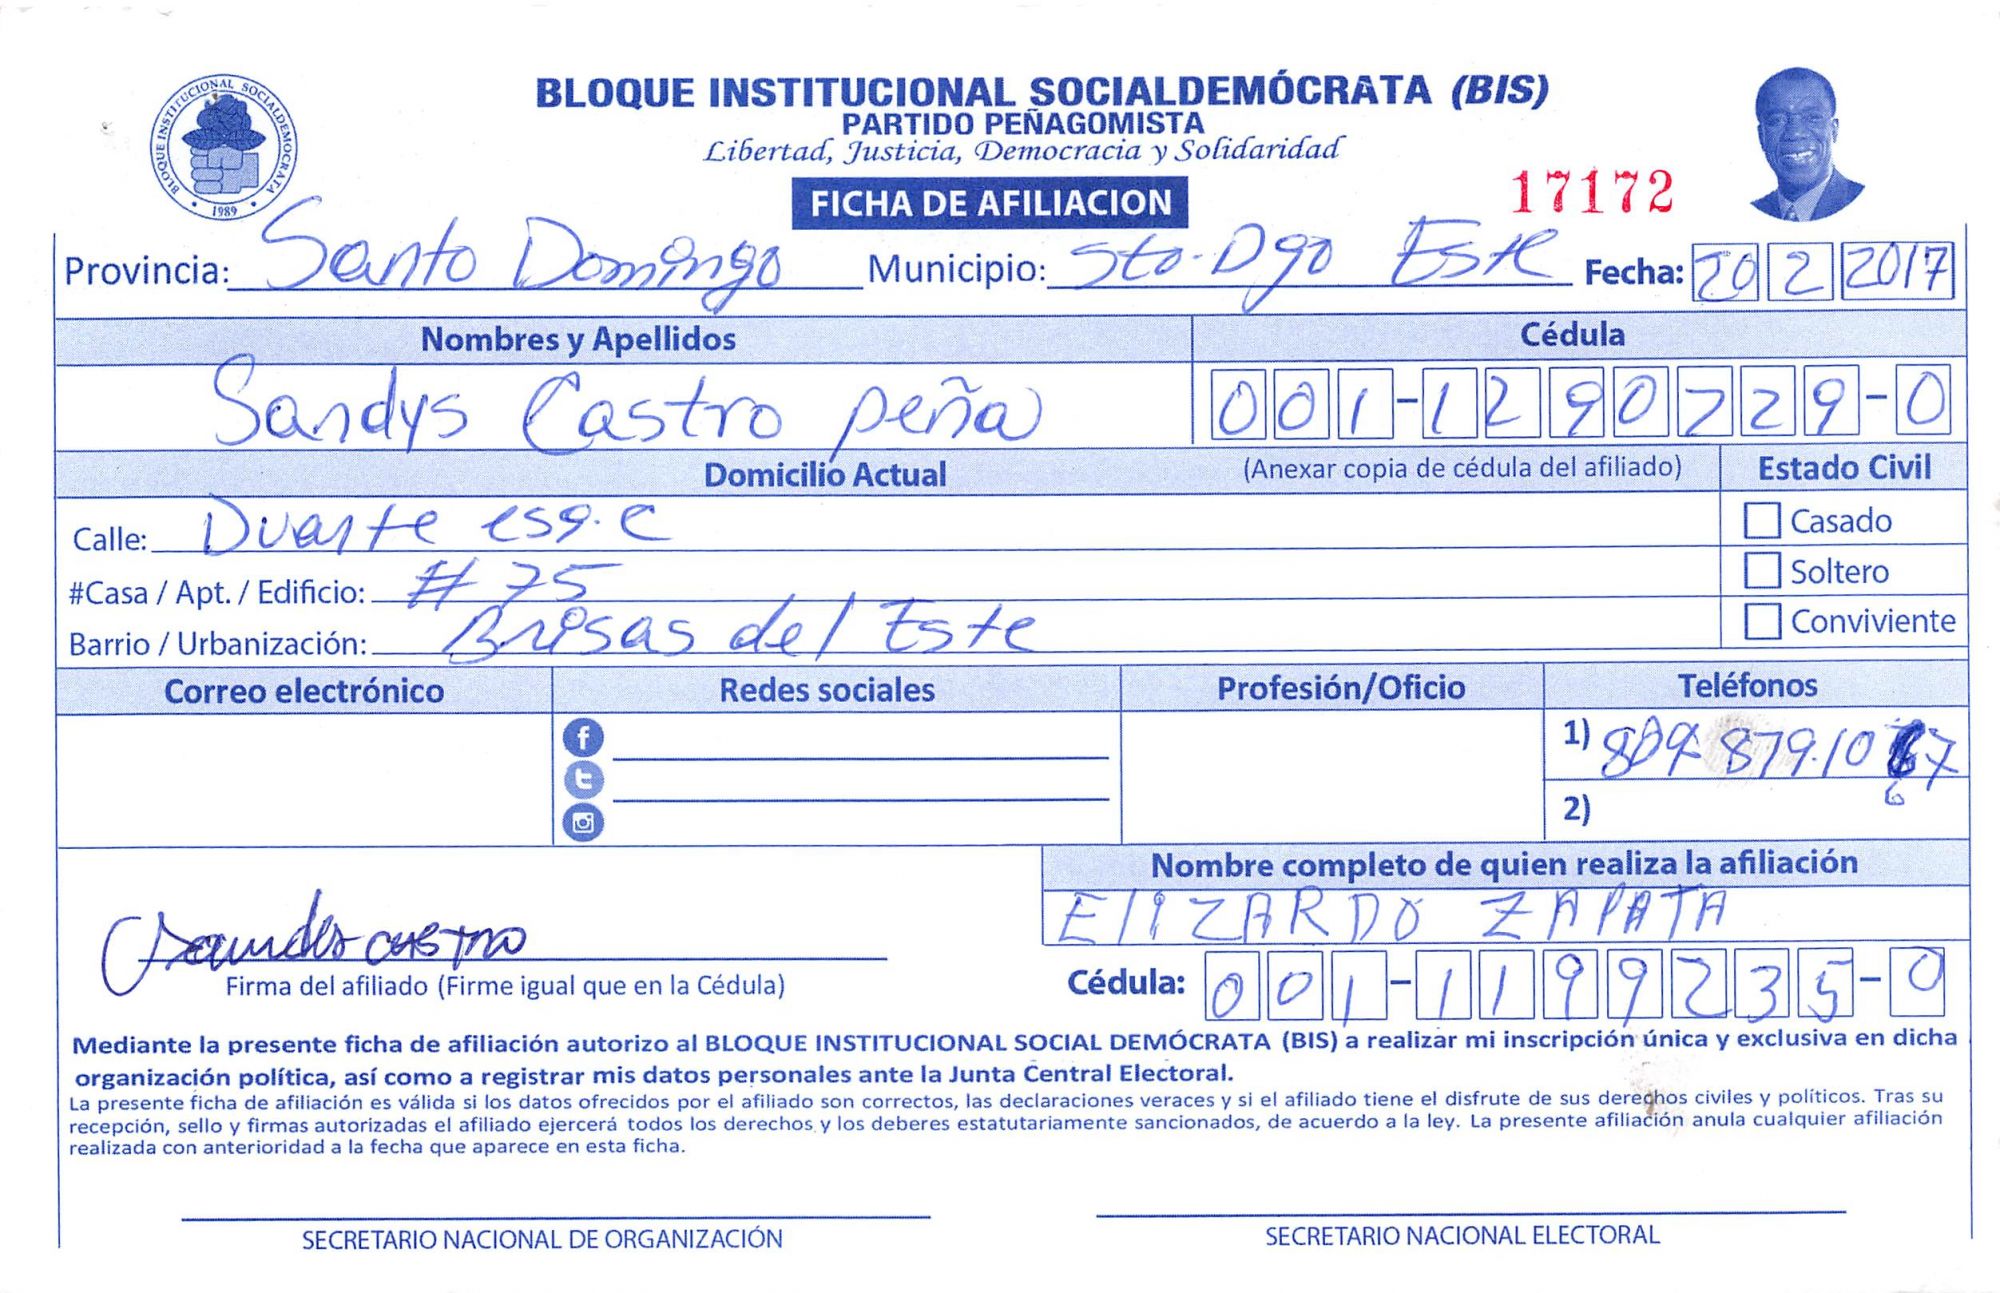 BLOQUE INSTITUCIONAL SOCIALDEMOCRATA
1989
BLOQUE INSTITUCIONAL SOCIALDEMÓCRATA (BIS)
PARTIDO PEÑAGOMISTA
Libertad, Justicia, Democracia y Solidaridad
FICHA DE AFILIACION
17172
Provincia: Santo Domingo Municipio: Sto-Dgo Este Fecha: 20 2 2017
Nombres y Apellidos Cédula
Sandys Castro peña 001-1290729-0
Domicilio Actual (Anexar copia de cédula del afiliado) Estado Civil
Calle: Duarte esq. C Casado
#Casa / Apt. / Edificio: # 75 Soltero
Barrio / Urbanización: Brisas del Este Conviviente
Correo electrónico Redes sociales Profesión/Oficio Teléfonos
1) 809 879.1067
6
2)
Nombre completo de quien realiza la afiliación
ElizARDO ZAPATA
CASTRO
Firma del afiliado (Firme igual que en la Cédula)
Cédula: 001-1199235-0
Mediante la presente ficha de afiliación autorizo al BLOQUE INSTITUCIONAL SOCIAL DEMÓCRATA (BIS) a realizar mi inscripción única y exclusiva en dicha
organización política, así como a registrar mis datos personales ante la Junta Central Electoral.
La presente ficha de afiliación es válida si los datos ofrecidos por el afiliado son correctos, las declaraciones veraces y si el afiliado tiene el disfrute de sus derechos civiles y políticos. Tras su
recepción, sello y firmas autorizadas el afiliado ejercerá todos los derechos y los deberes estatutariamente sancionados, de acuerdo a la ley. La presente afiliación anula cualquier afiliación
realizada con anterioridad a la fecha que aparece en esta ficha.
SECRETARIO NACIONAL DE ORGANIZACIÓN SECRETARIO NACIONAL ELECTORAL